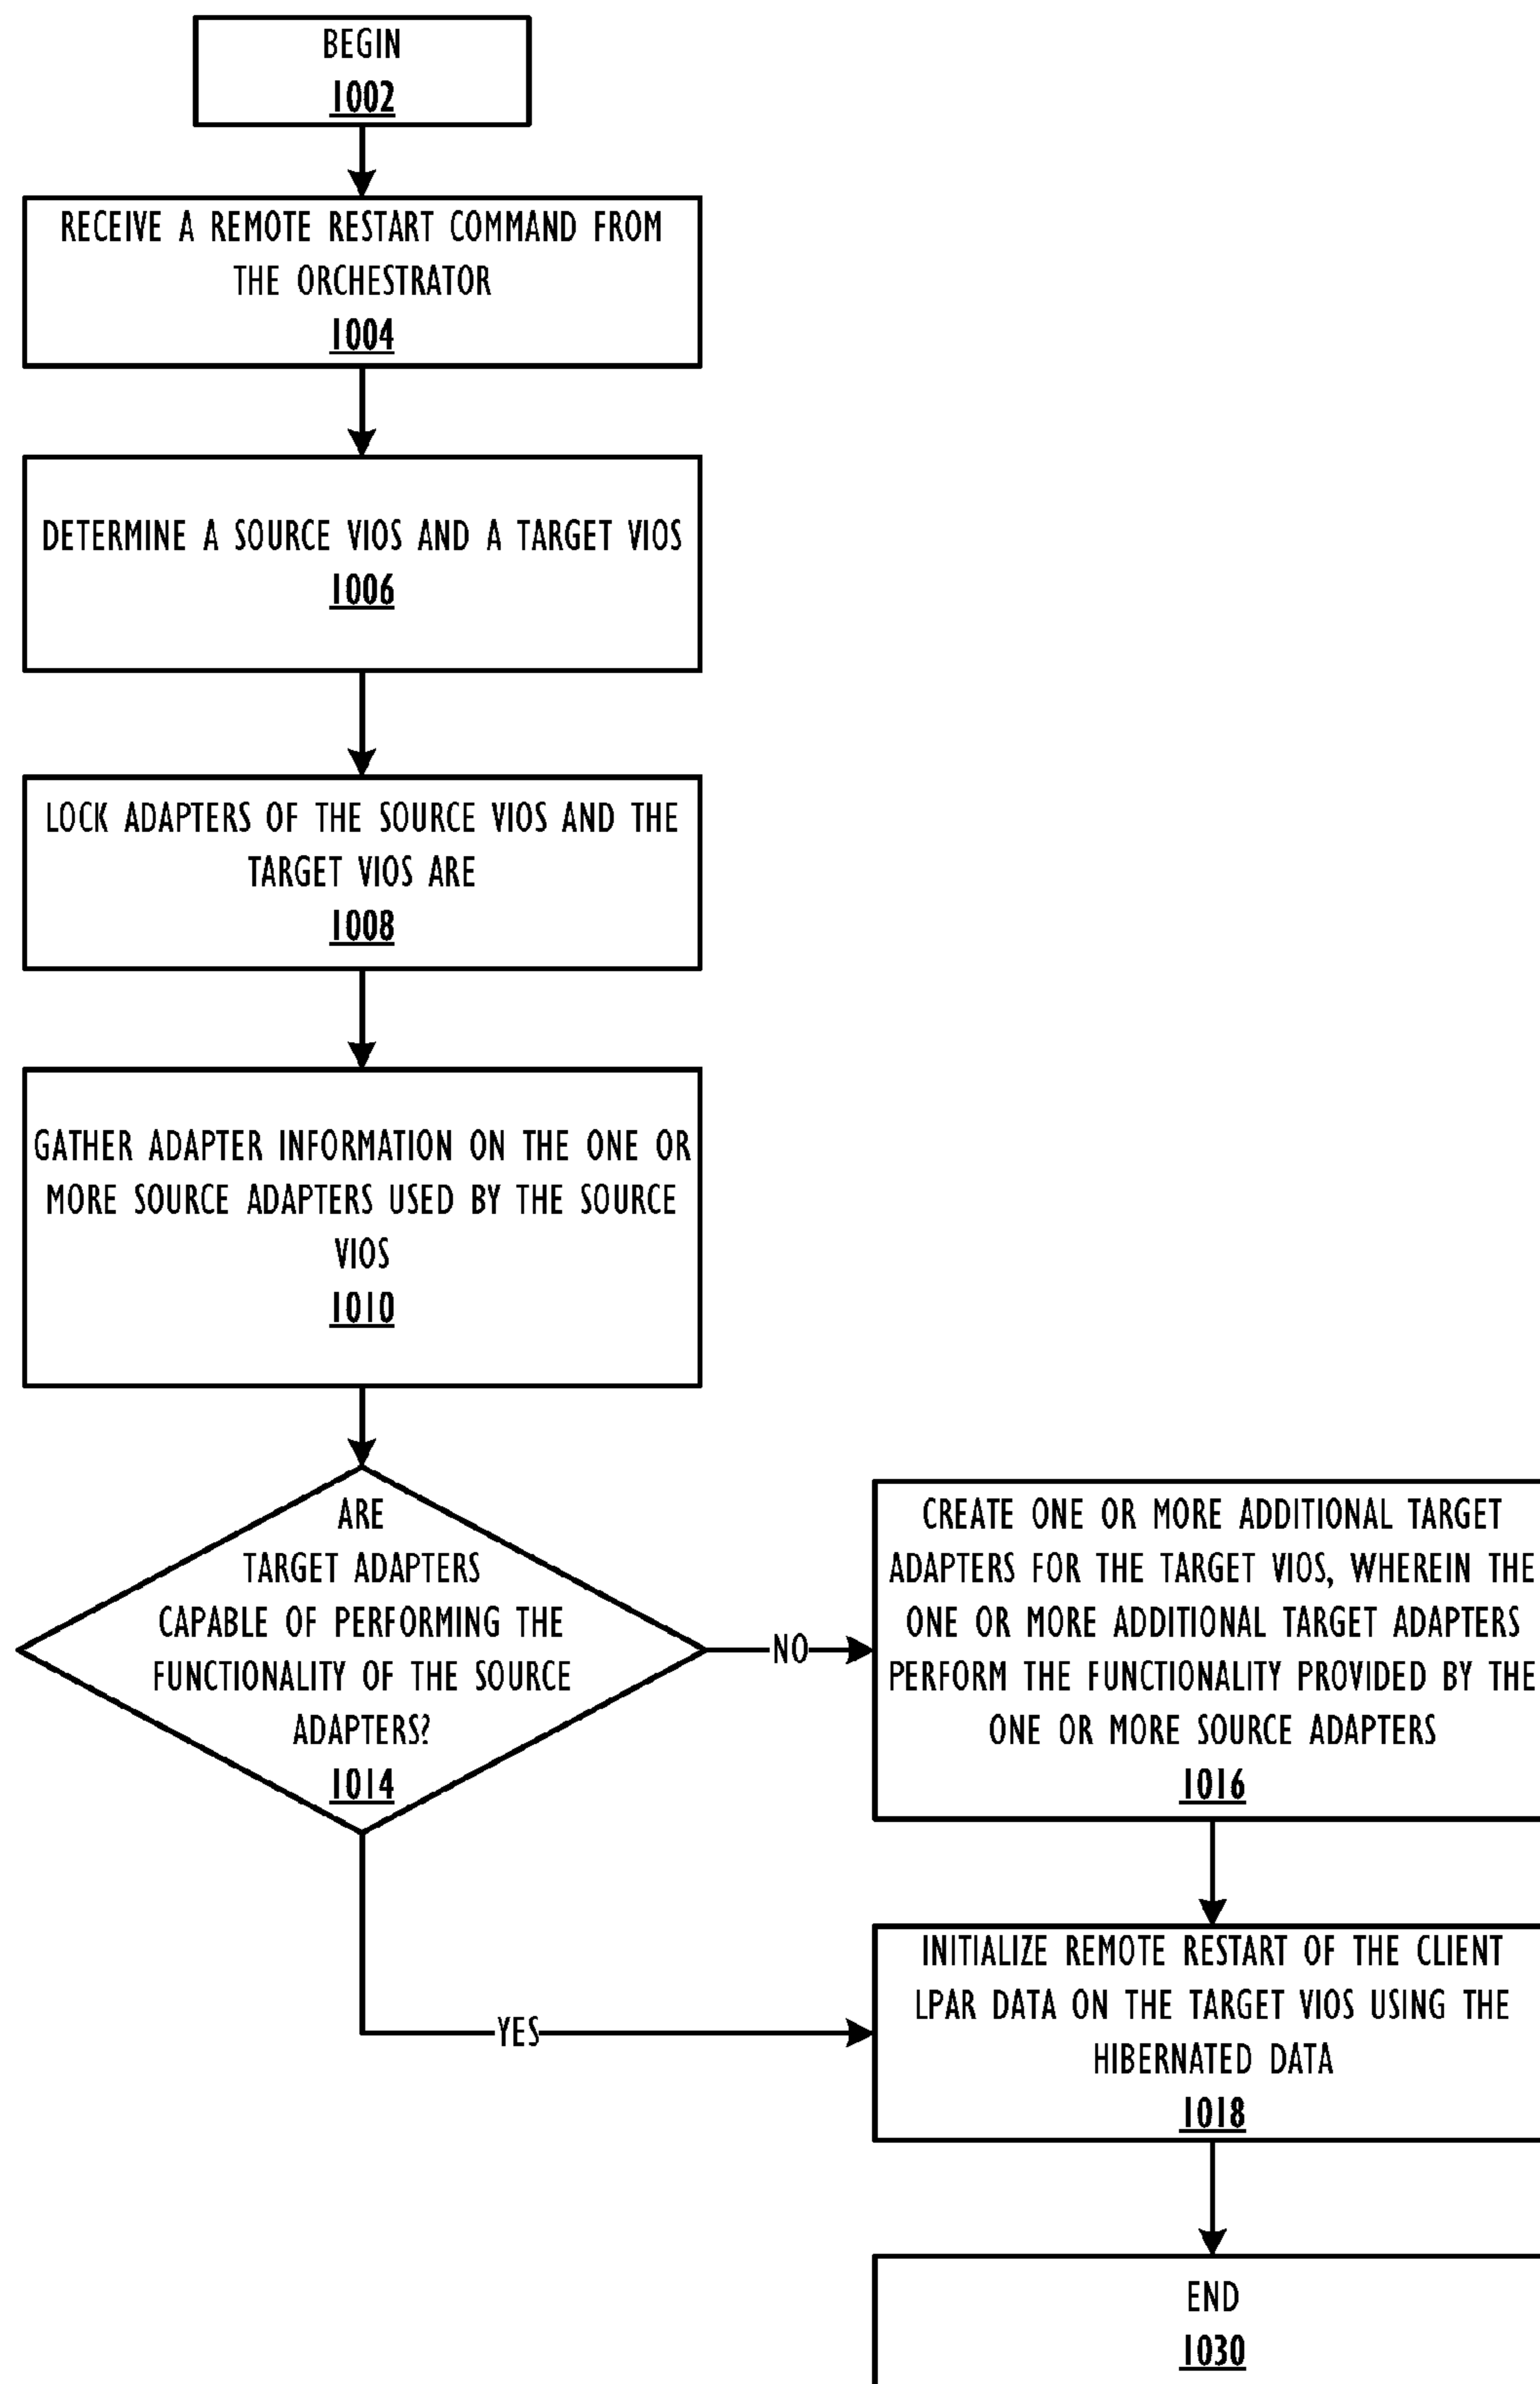 BEGIN
1002
RECEIVE A REMOTE RESTART COMMAND FROM
THE ORCHESTRATOR
1004
DETERMINE A SOURCE VIOS AND A TARGET VIOS
1006
LOCK ADAPTERS OF THE SOURCE VIOS AND THE
TARGET VIOS ARE
1008
GATHER ADAPTER INFORMATION ON THE ONE OR
MORE SOURCE ADAPTERS USED BY THE SOURCE
VIOS
1010
ARE
TARGET ADAPTERS
CAPABLE OF PERFORMING THE
FUNCTIONALITY OF THE SOURCE
ADAPTERS?
1014
NO
CREATE ONE OR MORE ADDITIONAL TARGET
ADAPTERS FOR THE TARGET VIOS, WHEREIN THE
ONE OR MORE ADDITIONAL TARGET ADAPTERS
PERFORM THE FUNCTIONALITY PROVIDED BY THE
ONE OR MORE SOURCE ADAPTERS
1016
YES
INITIALIZE REMOTE RESTART OF THE CLIENT
LPAR DATA ON THE TARGET VIOS USING THE
HIBERNATED DATA
1018
END
1030